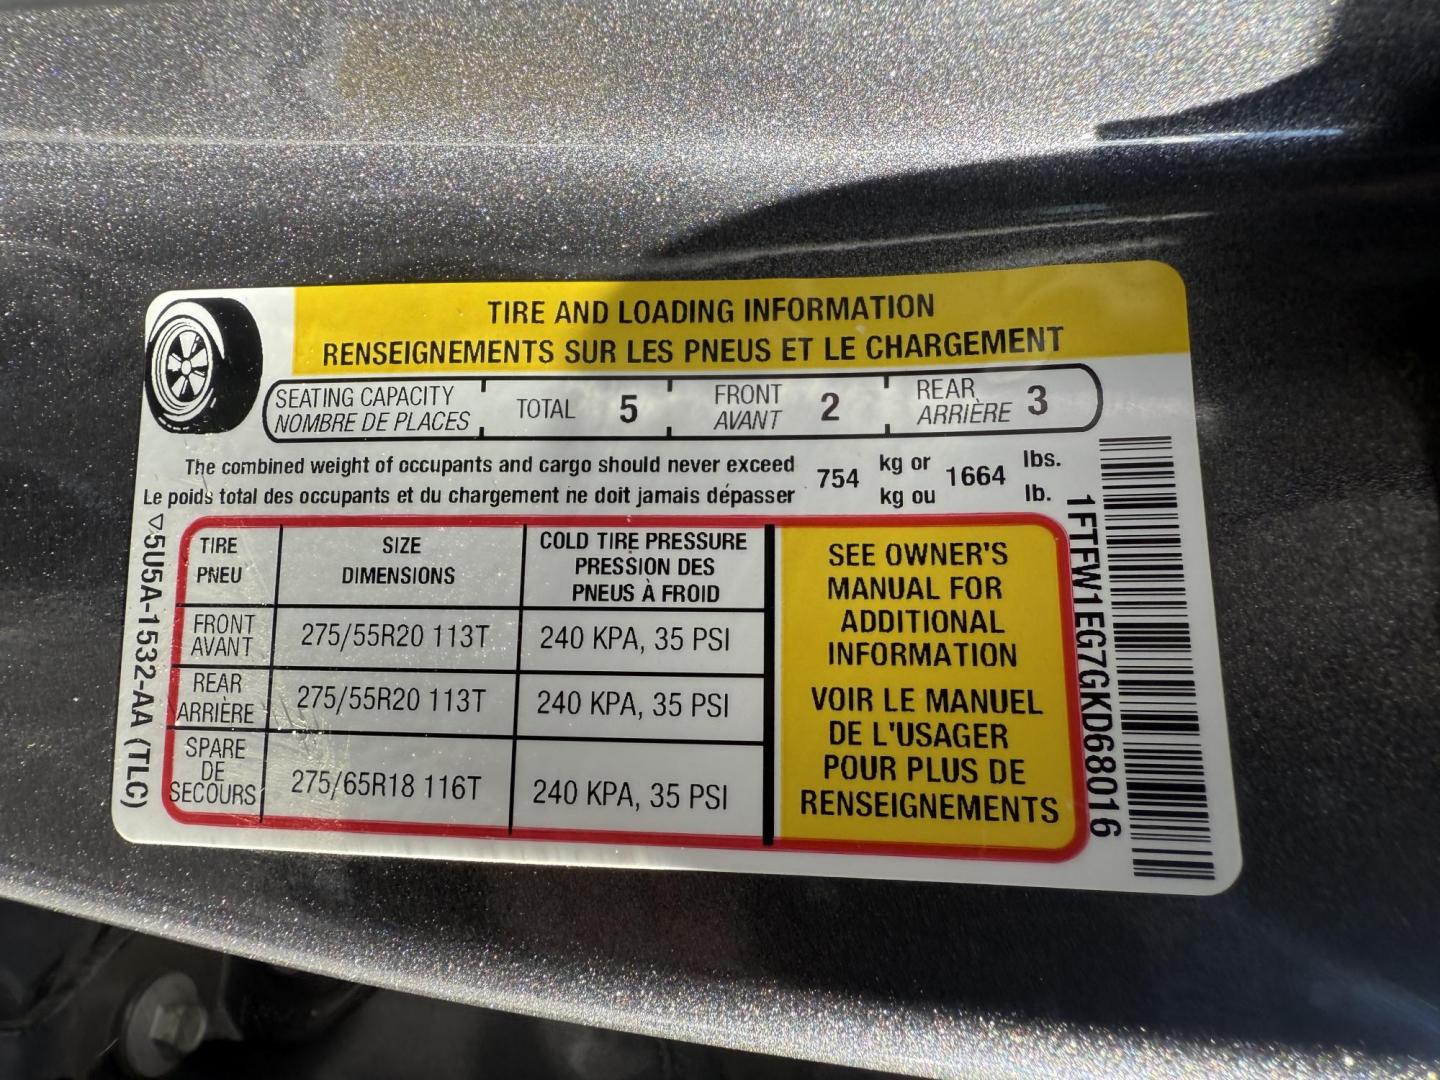 TIRE AND LOADING INFORMATION
RENSEIGNEMENTS SUR LES PNEUS ET LE CHARGEMENT
SEATING CAPACITY
NOMBRE DE PLACES
TOTAL 5
FRONT
AVANT
2
REAR
ARRIÈRE
3
The combined weight of occupants and cargo should never exceed 754 kg or 1664 lbs.
Le poids total des occupants et du chargement ne doit jamais dépasser kg ou lb.
TIRE
PNEU
SIZE
DIMENSIONS
COLD TIRE PRESSURE
PRESSION DES
PNEUS À FROID
FRONT
AVANT
275/55R20 113T
240 KPA, 35 PSI
REAR
ARRIÈRE
275/55R20 113T
240 KPA, 35 PSI
SPARE
DE
SECOURS
275/65R18 116T
240 KPA, 35 PSI
SEE OWNER'S
MANUAL FOR
ADDITIONAL
INFORMATION
VOIR LE MANUEL
DE L'USAGER
POUR PLUS DE
RENSEIGNEMENTS
▽5U5A-1532-AA (TLC)
1FTFW1EG7GKD68016